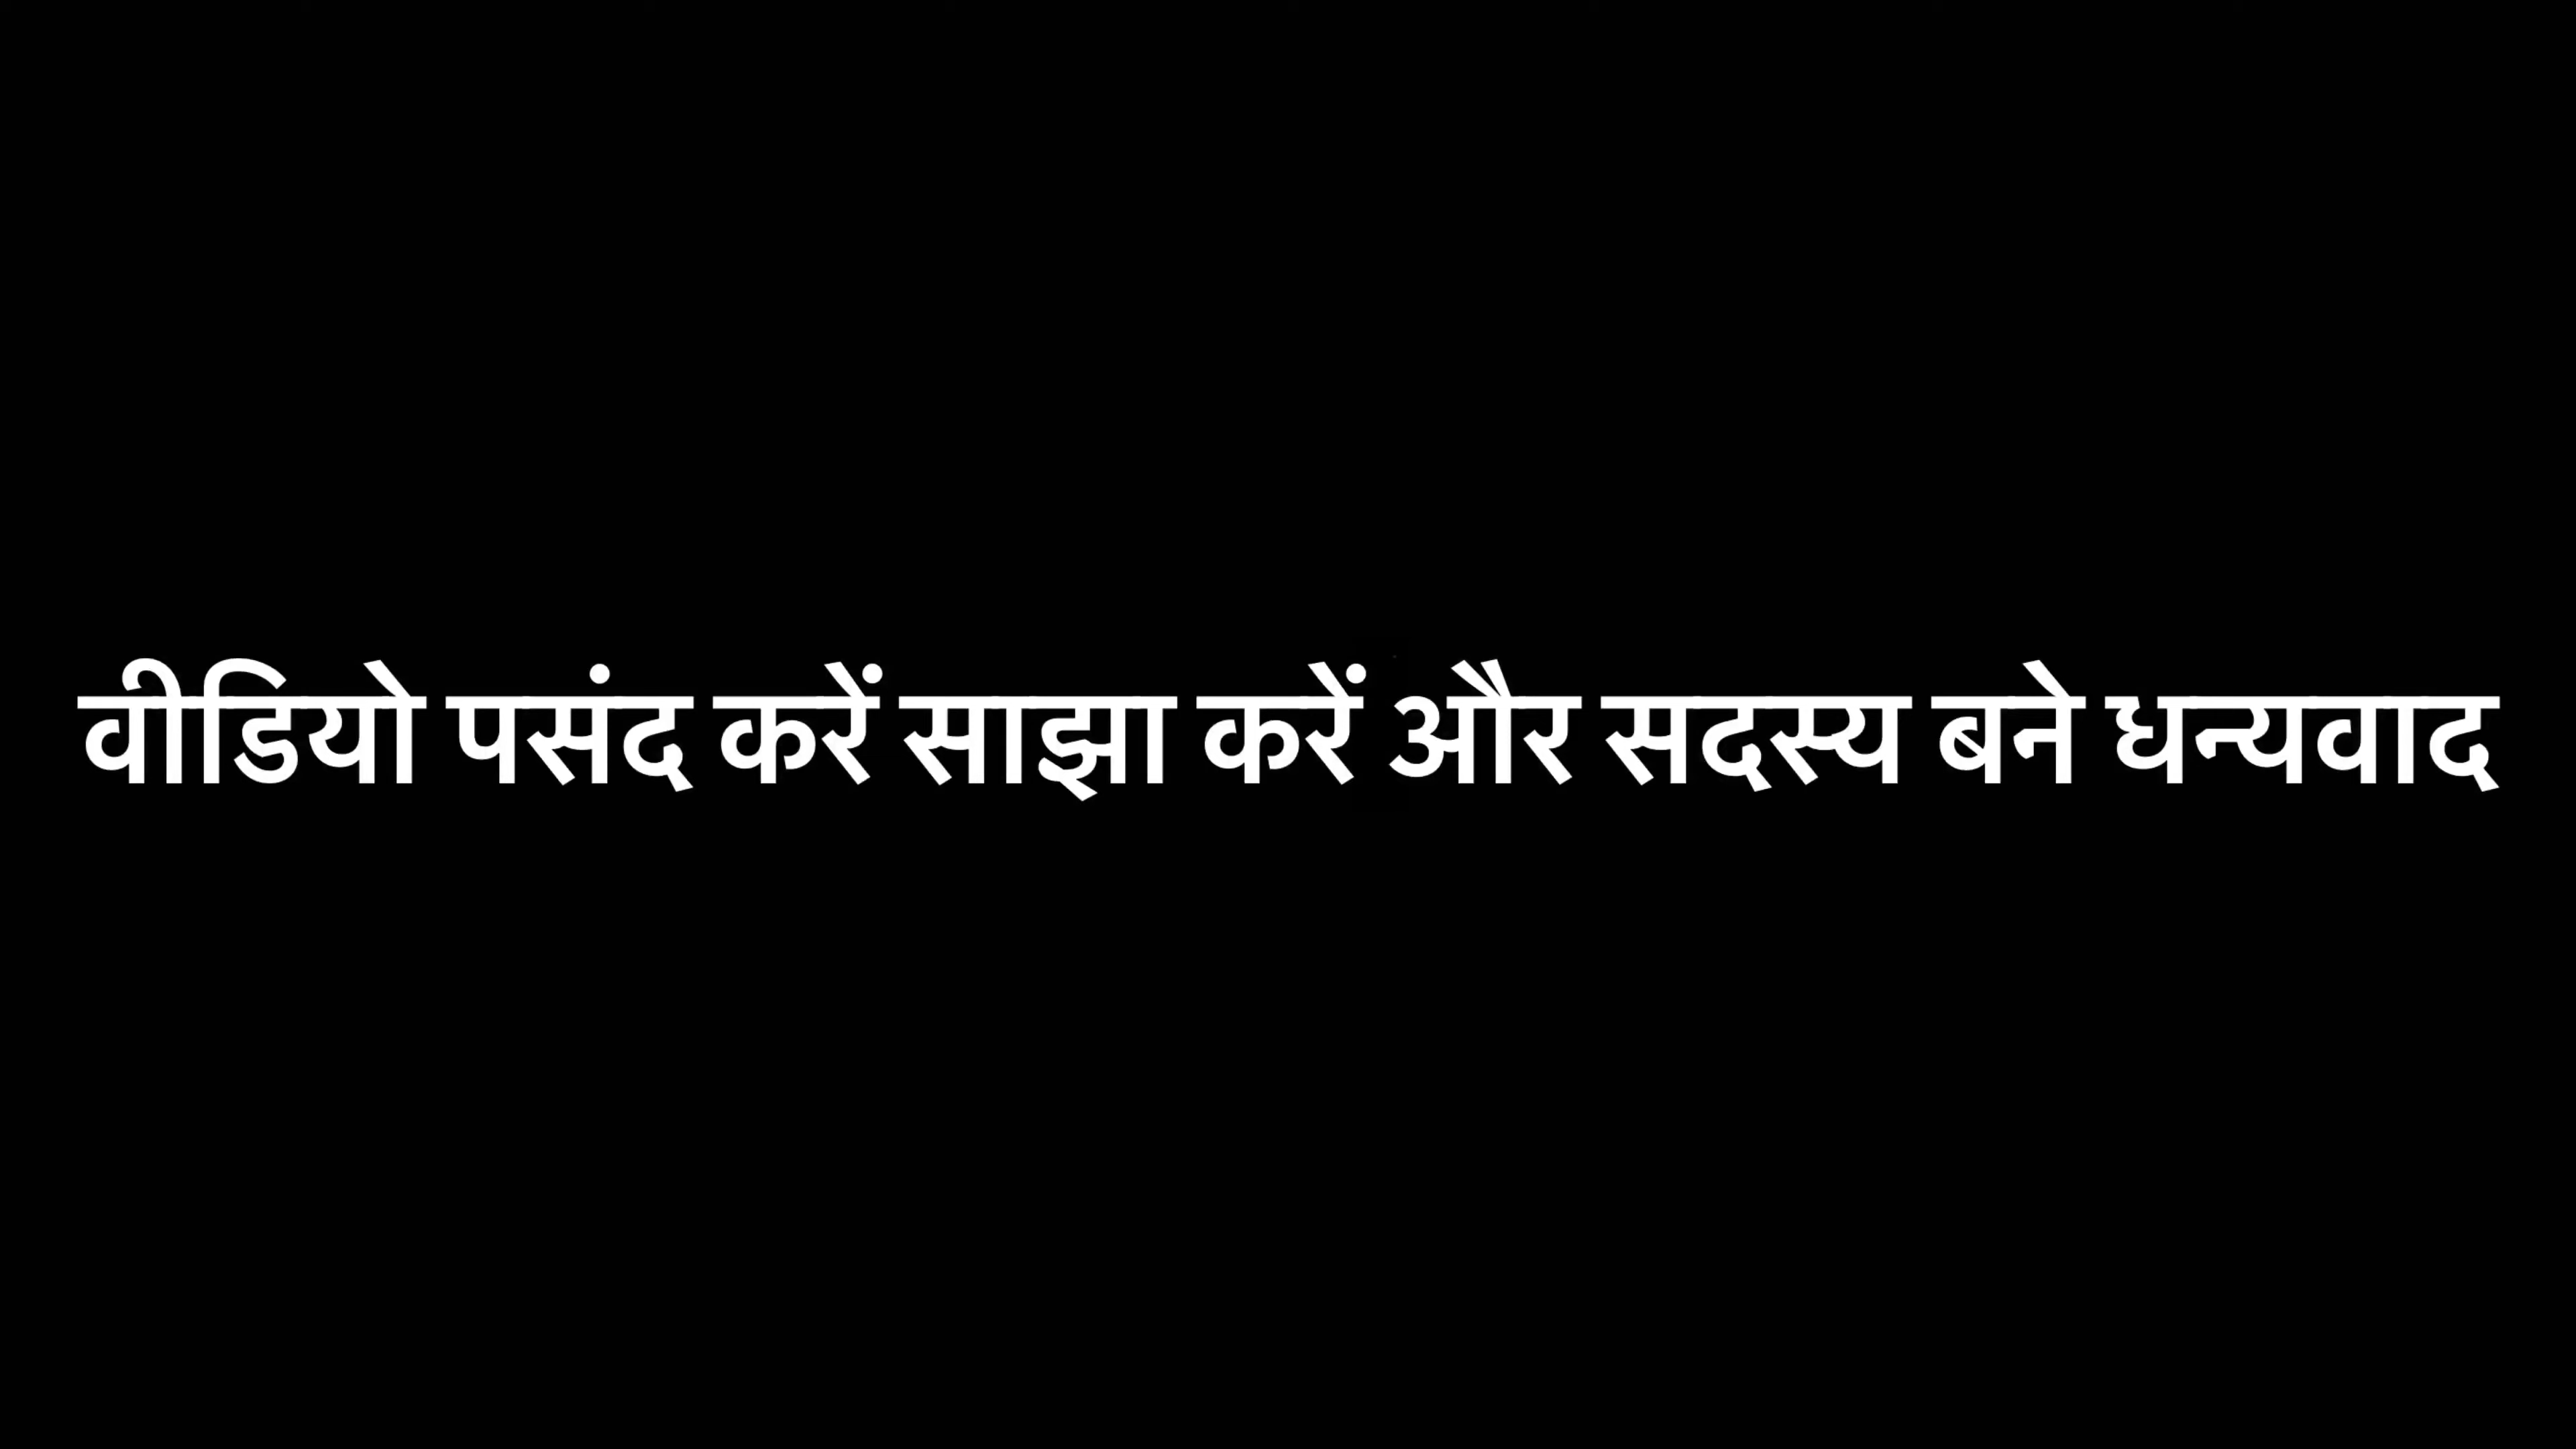 वीडियो पसंद करें साझा करें और सदस्य बने धन्यवाद